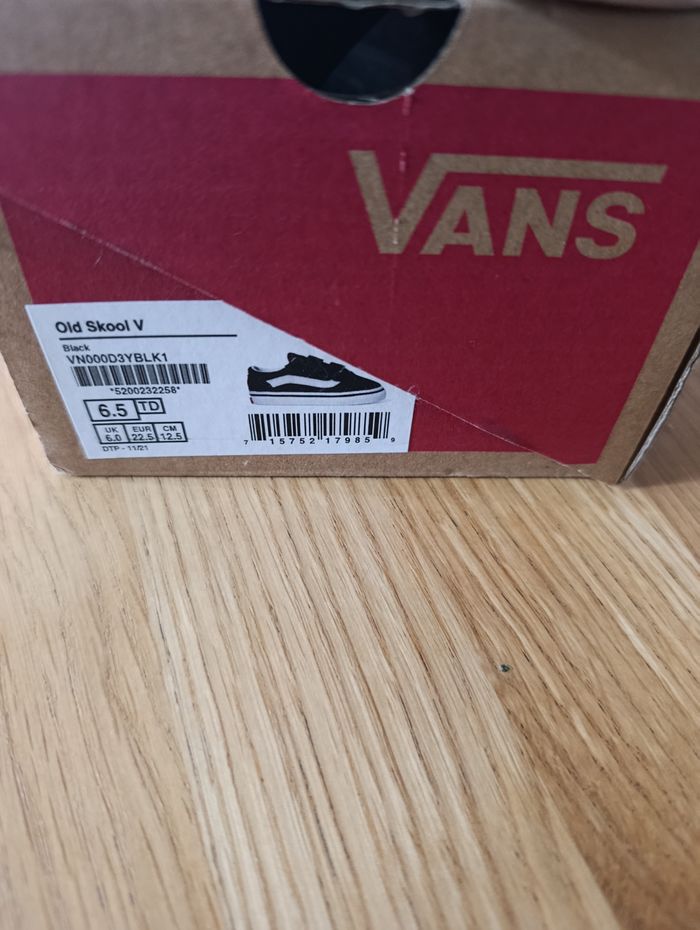 VANS
Old Skool V
Black
VN000D3YBLK1
*5200232258*
6.5 TD
UK EUR CM
6.0 22.5 12.5
DTP - 11/21
7 15752 17985 9